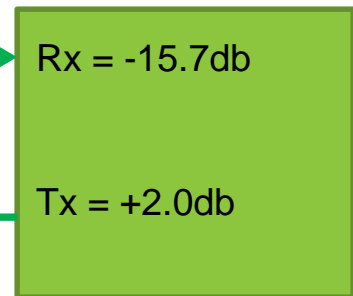 Rx = -15.7db
Tx = +2.0db